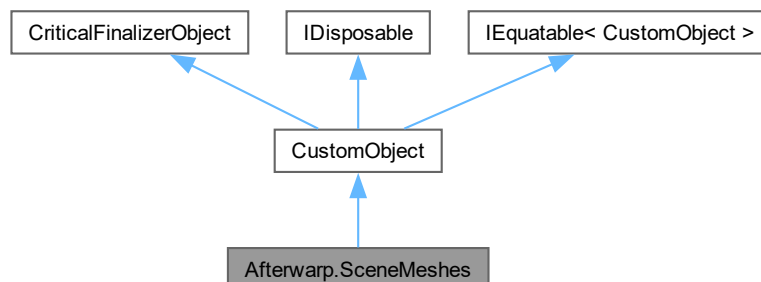 CriticalFinalizerObject
IDisposable
IEquatable< CustomObject >
CustomObject
Afterwarp.SceneMeshes